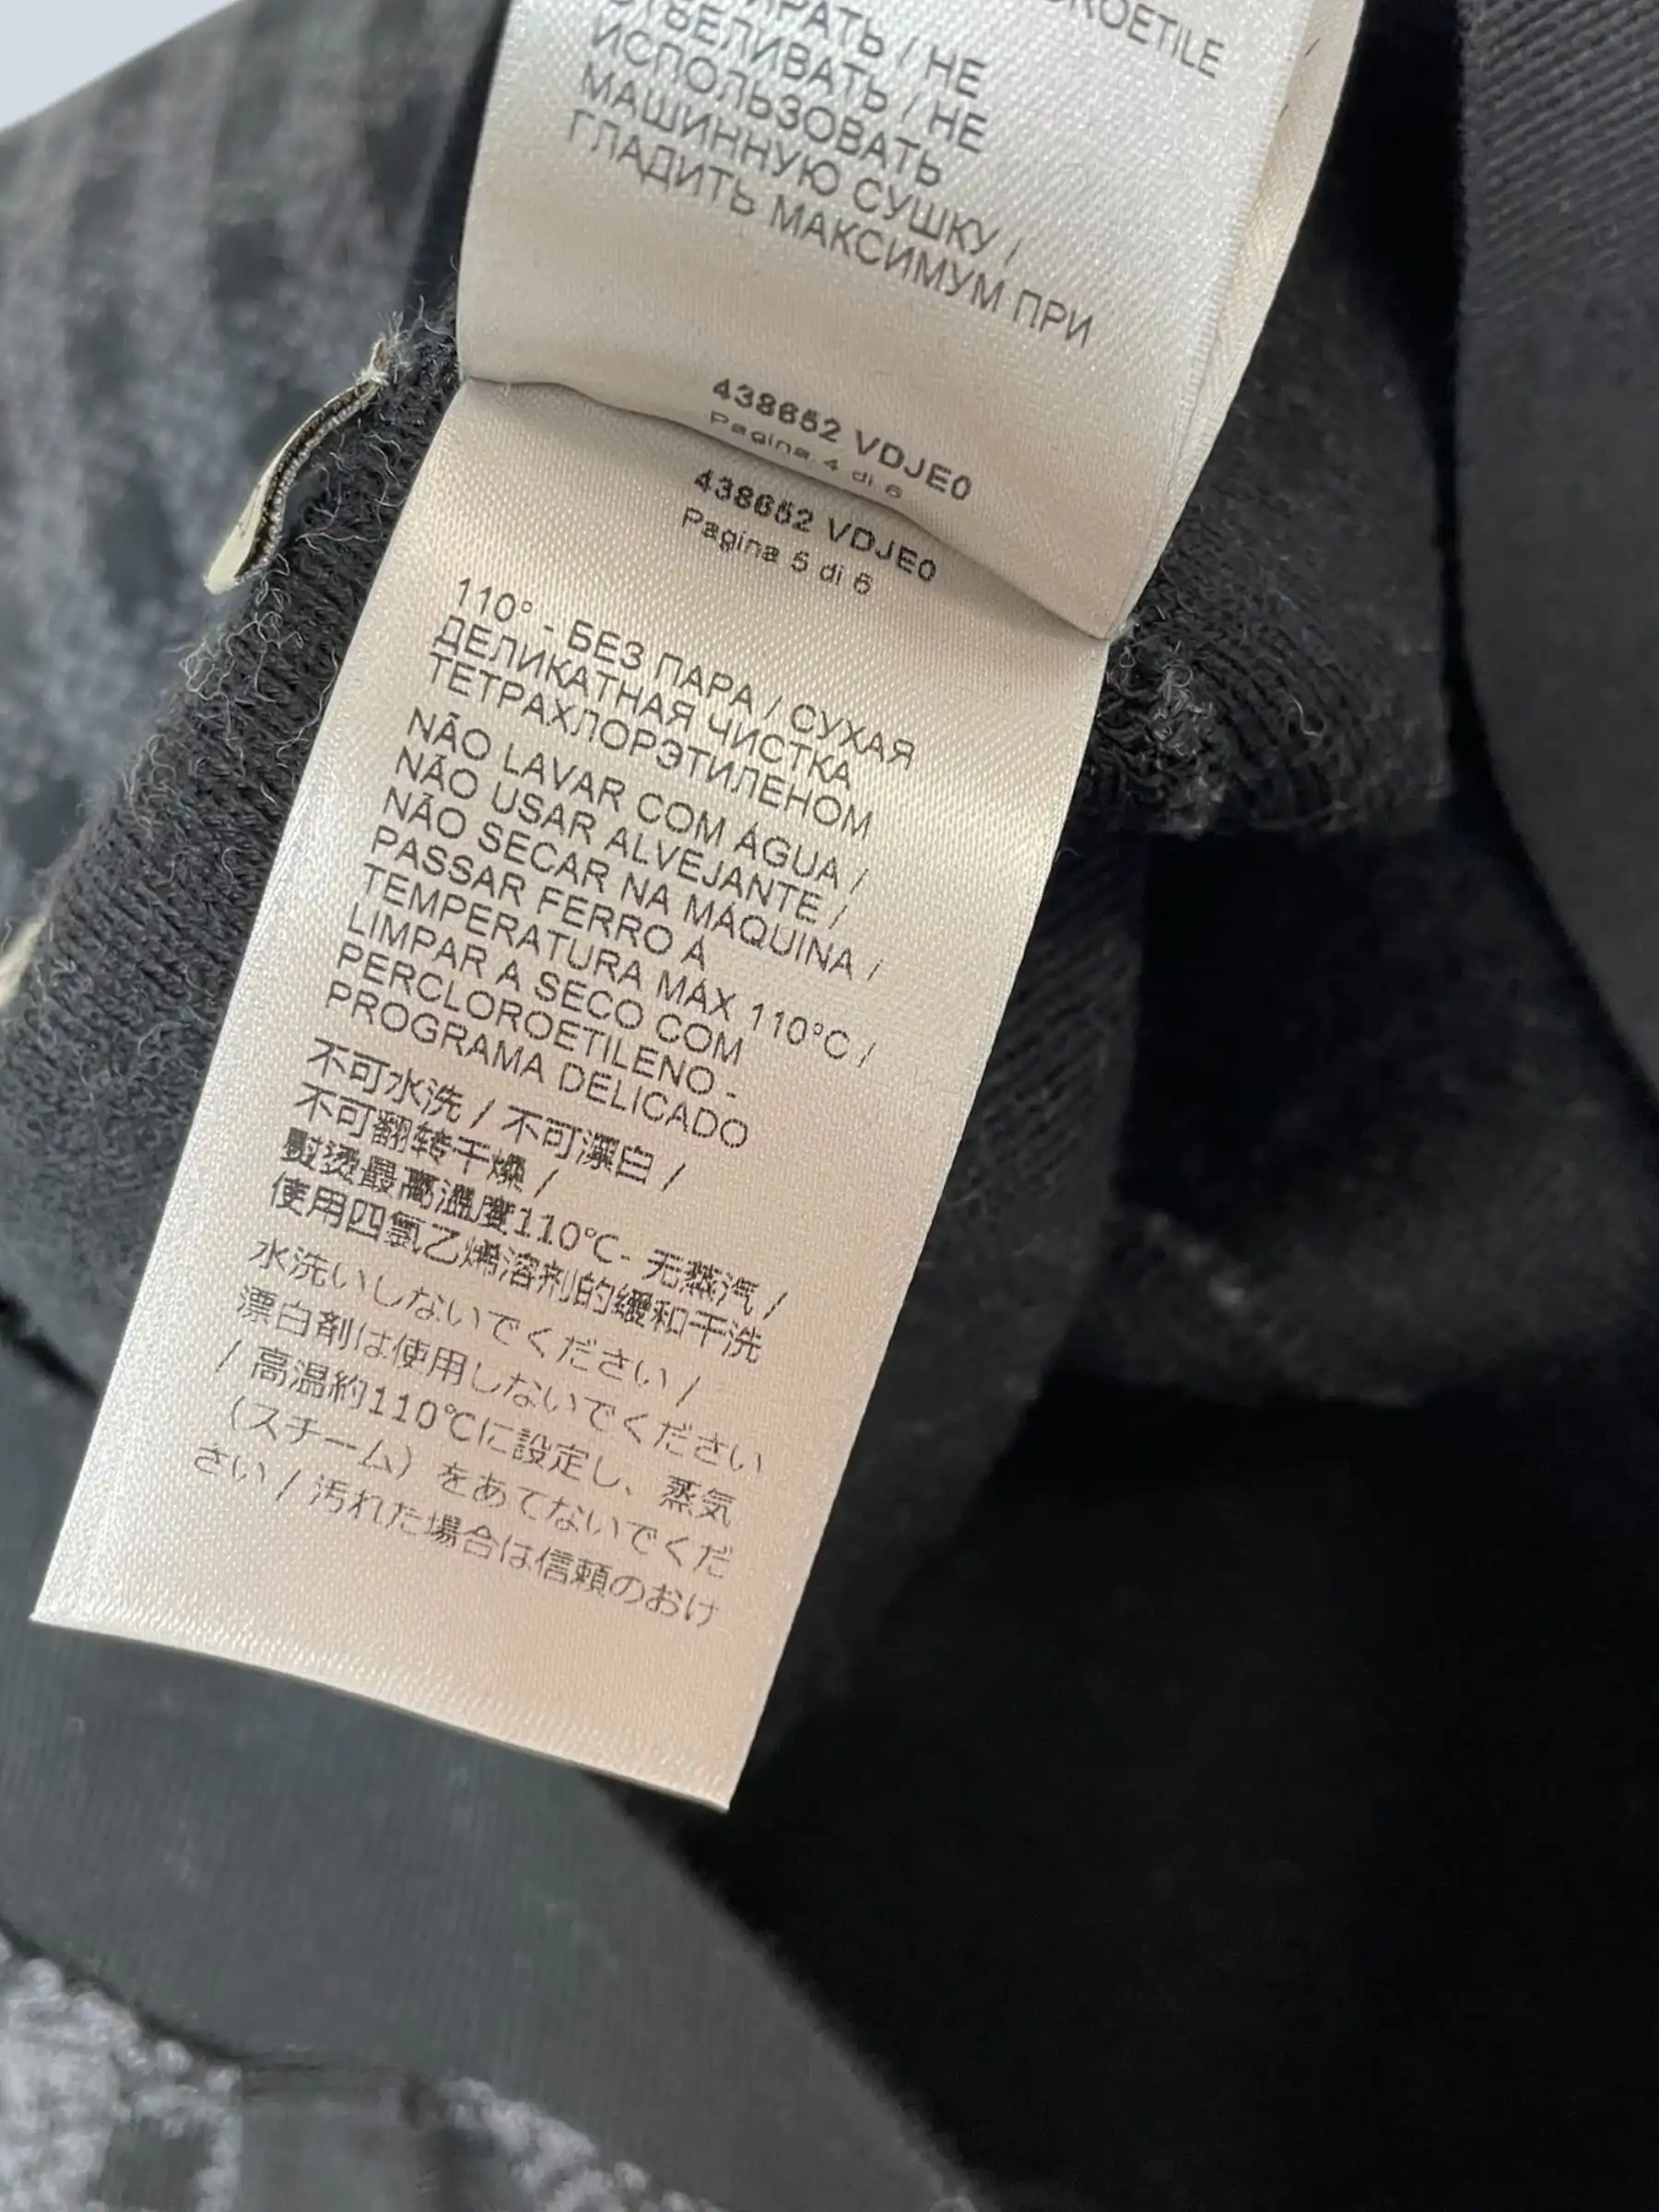 ROETILE
ИРАТЬ / НЕ
ОТБЕЛИВАТЬ / НЕ
ИСПОЛЬЗОВАТЬ
МАШИННУЮ СУШКУ /
ГЛАДИТЬ МАКСИМУМ ПРИ
438652 VDJE0
Pagina 4 di 6
438652 VDJE0
Pagina 5 di 6
110° - БЕЗ ПАРА / СУХАЯ
ДЕЛИКАТНАЯ ЧИСТКА
ТЕТРАХЛОРЭТИЛЕНОМ
NÃO LAVAR COM ÁGUA /
NÃO USAR ALVEJANTE /
NÃO SECAR NA MÁQUINA /
PASSAR FERRO À
TEMPERATURA MÁX 110°C /
LIMPAR A SECO COM
PERCLOROETILENO -
PROGRAMA DELICADO
不可水洗 / 不可漂白 /
不可翻转干燥 /
熨烫最高温度110°C- 无蒸汽 /
使用四氯乙烯溶剂的缓和干洗
水洗いしないでください /
漂白剤は使用しないでください
/ 高温約110℃に設定し、蒸気
（スチーム）をあてないでくだ
さい / 汚れた場合は信頼のおけ